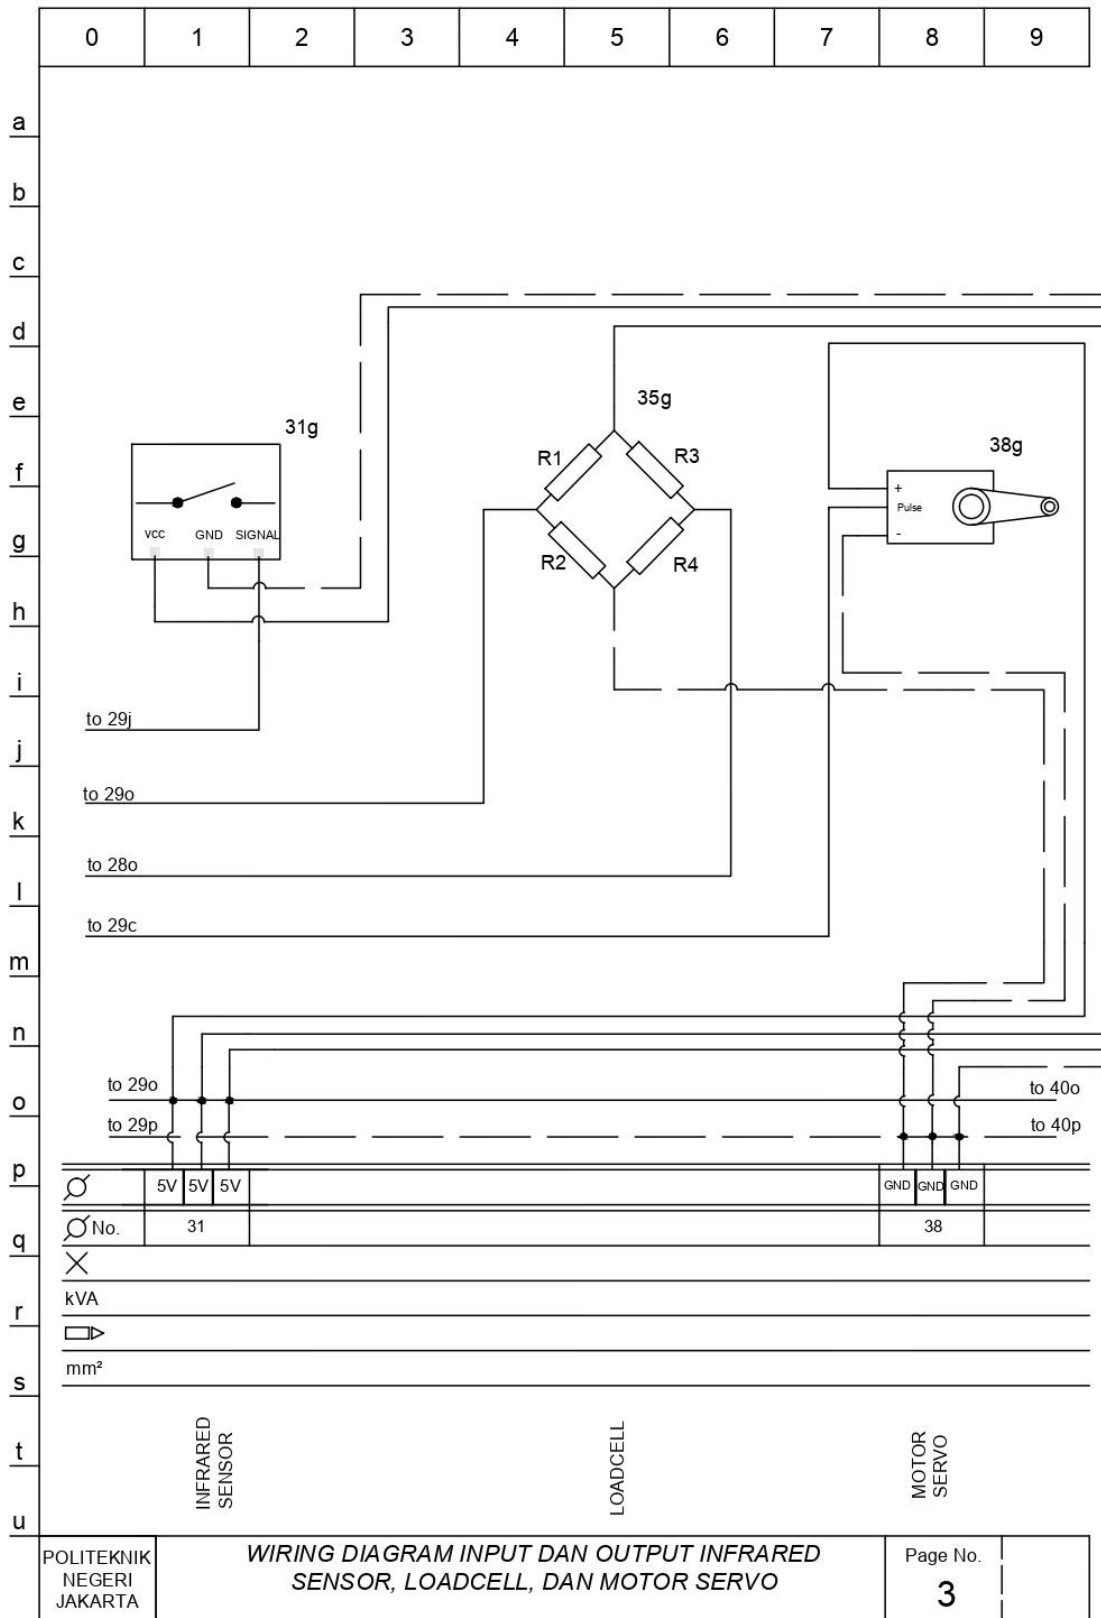 0 1 2 3 4 5 6 7 8 9
a
b
c
d
e
f
g
h
i
j
k
l
m
n
o
p
q
r
s
t
u
31g
VCC GND SIGNAL
35g
R1 R3
R2 R4
38g
+
Pulse
-
to 29j
to 29o
to 28o
to 29c
to 29o to 40o
to 29p to 40p
5V 5V 5V GND GND GND
No. 31 38
kVA
mm²
INFRARED
SENSOR
LOADCELL
MOTOR
SERVO
POLITEKNIK
NEGERI
JAKARTA
WIRING DIAGRAM INPUT DAN OUTPUT INFRARED
SENSOR, LOADCELL, DAN MOTOR SERVO
Page No.
3